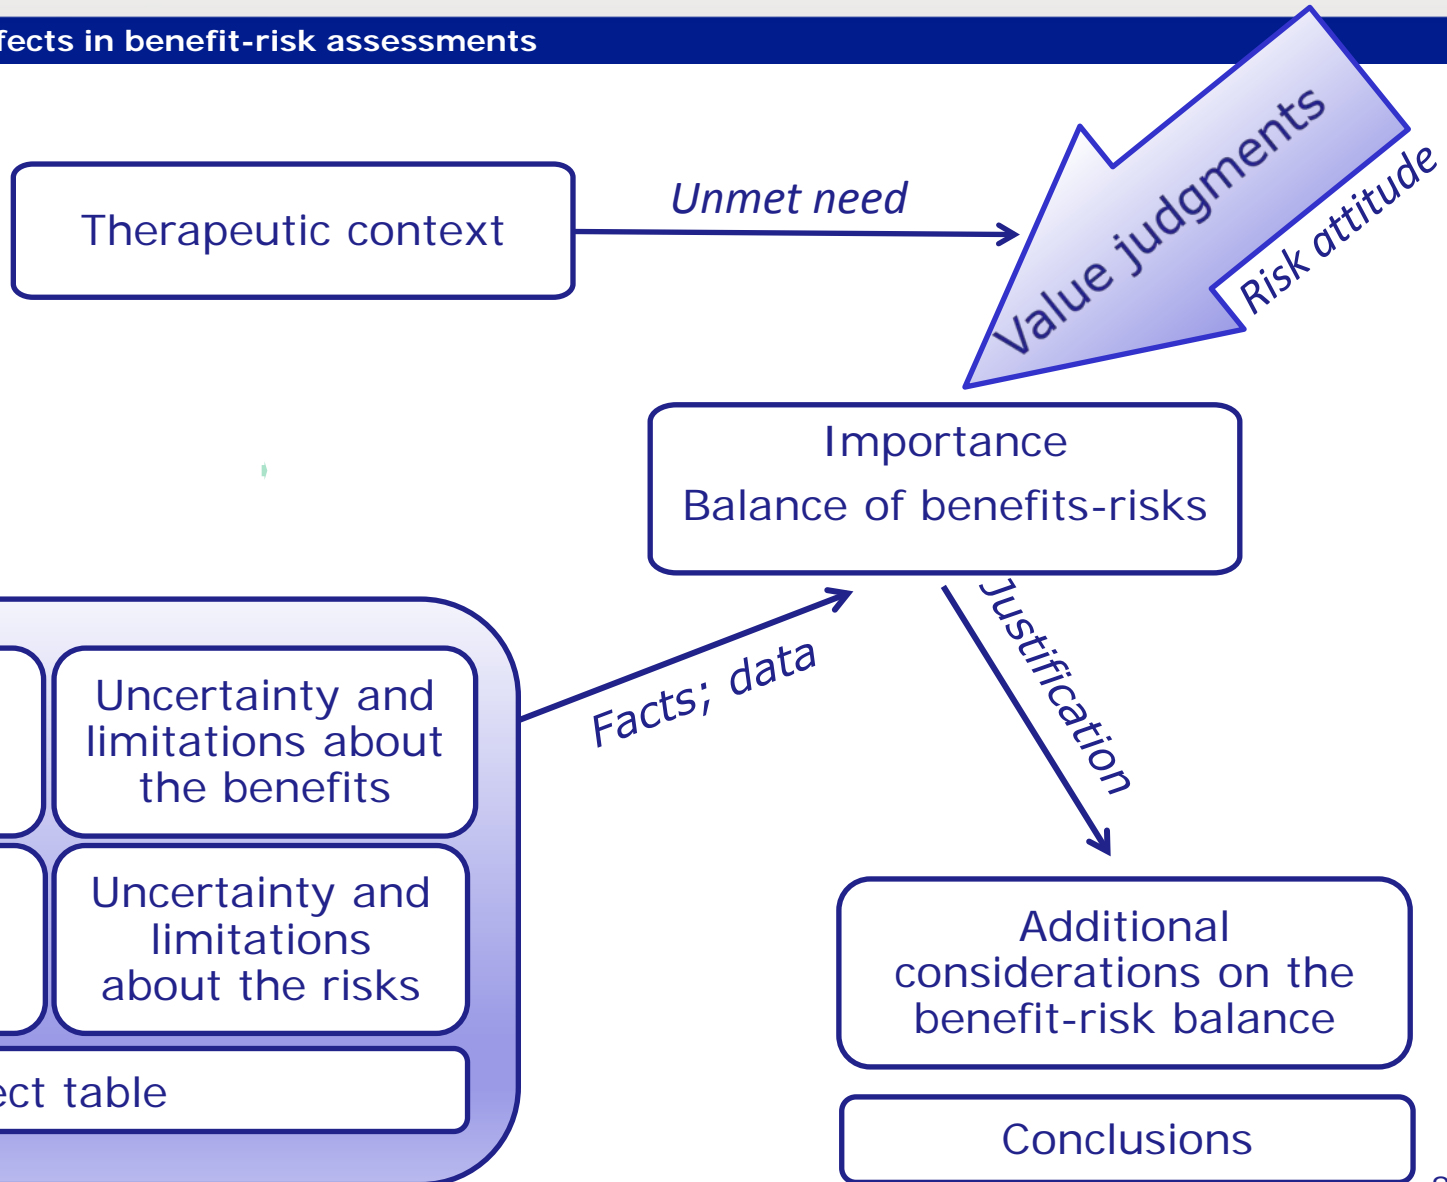 fects in benefit-risk assessments
Therapeutic context
Unmet need
Value judgments
Risk attitude
Importance
Balance of benefits-risks
Facts; data
Justification
Uncertainty and
limitations about
the benefits
Uncertainty and
limitations
about the risks
ect table
Additional
considerations on the
benefit-risk balance
Conclusions